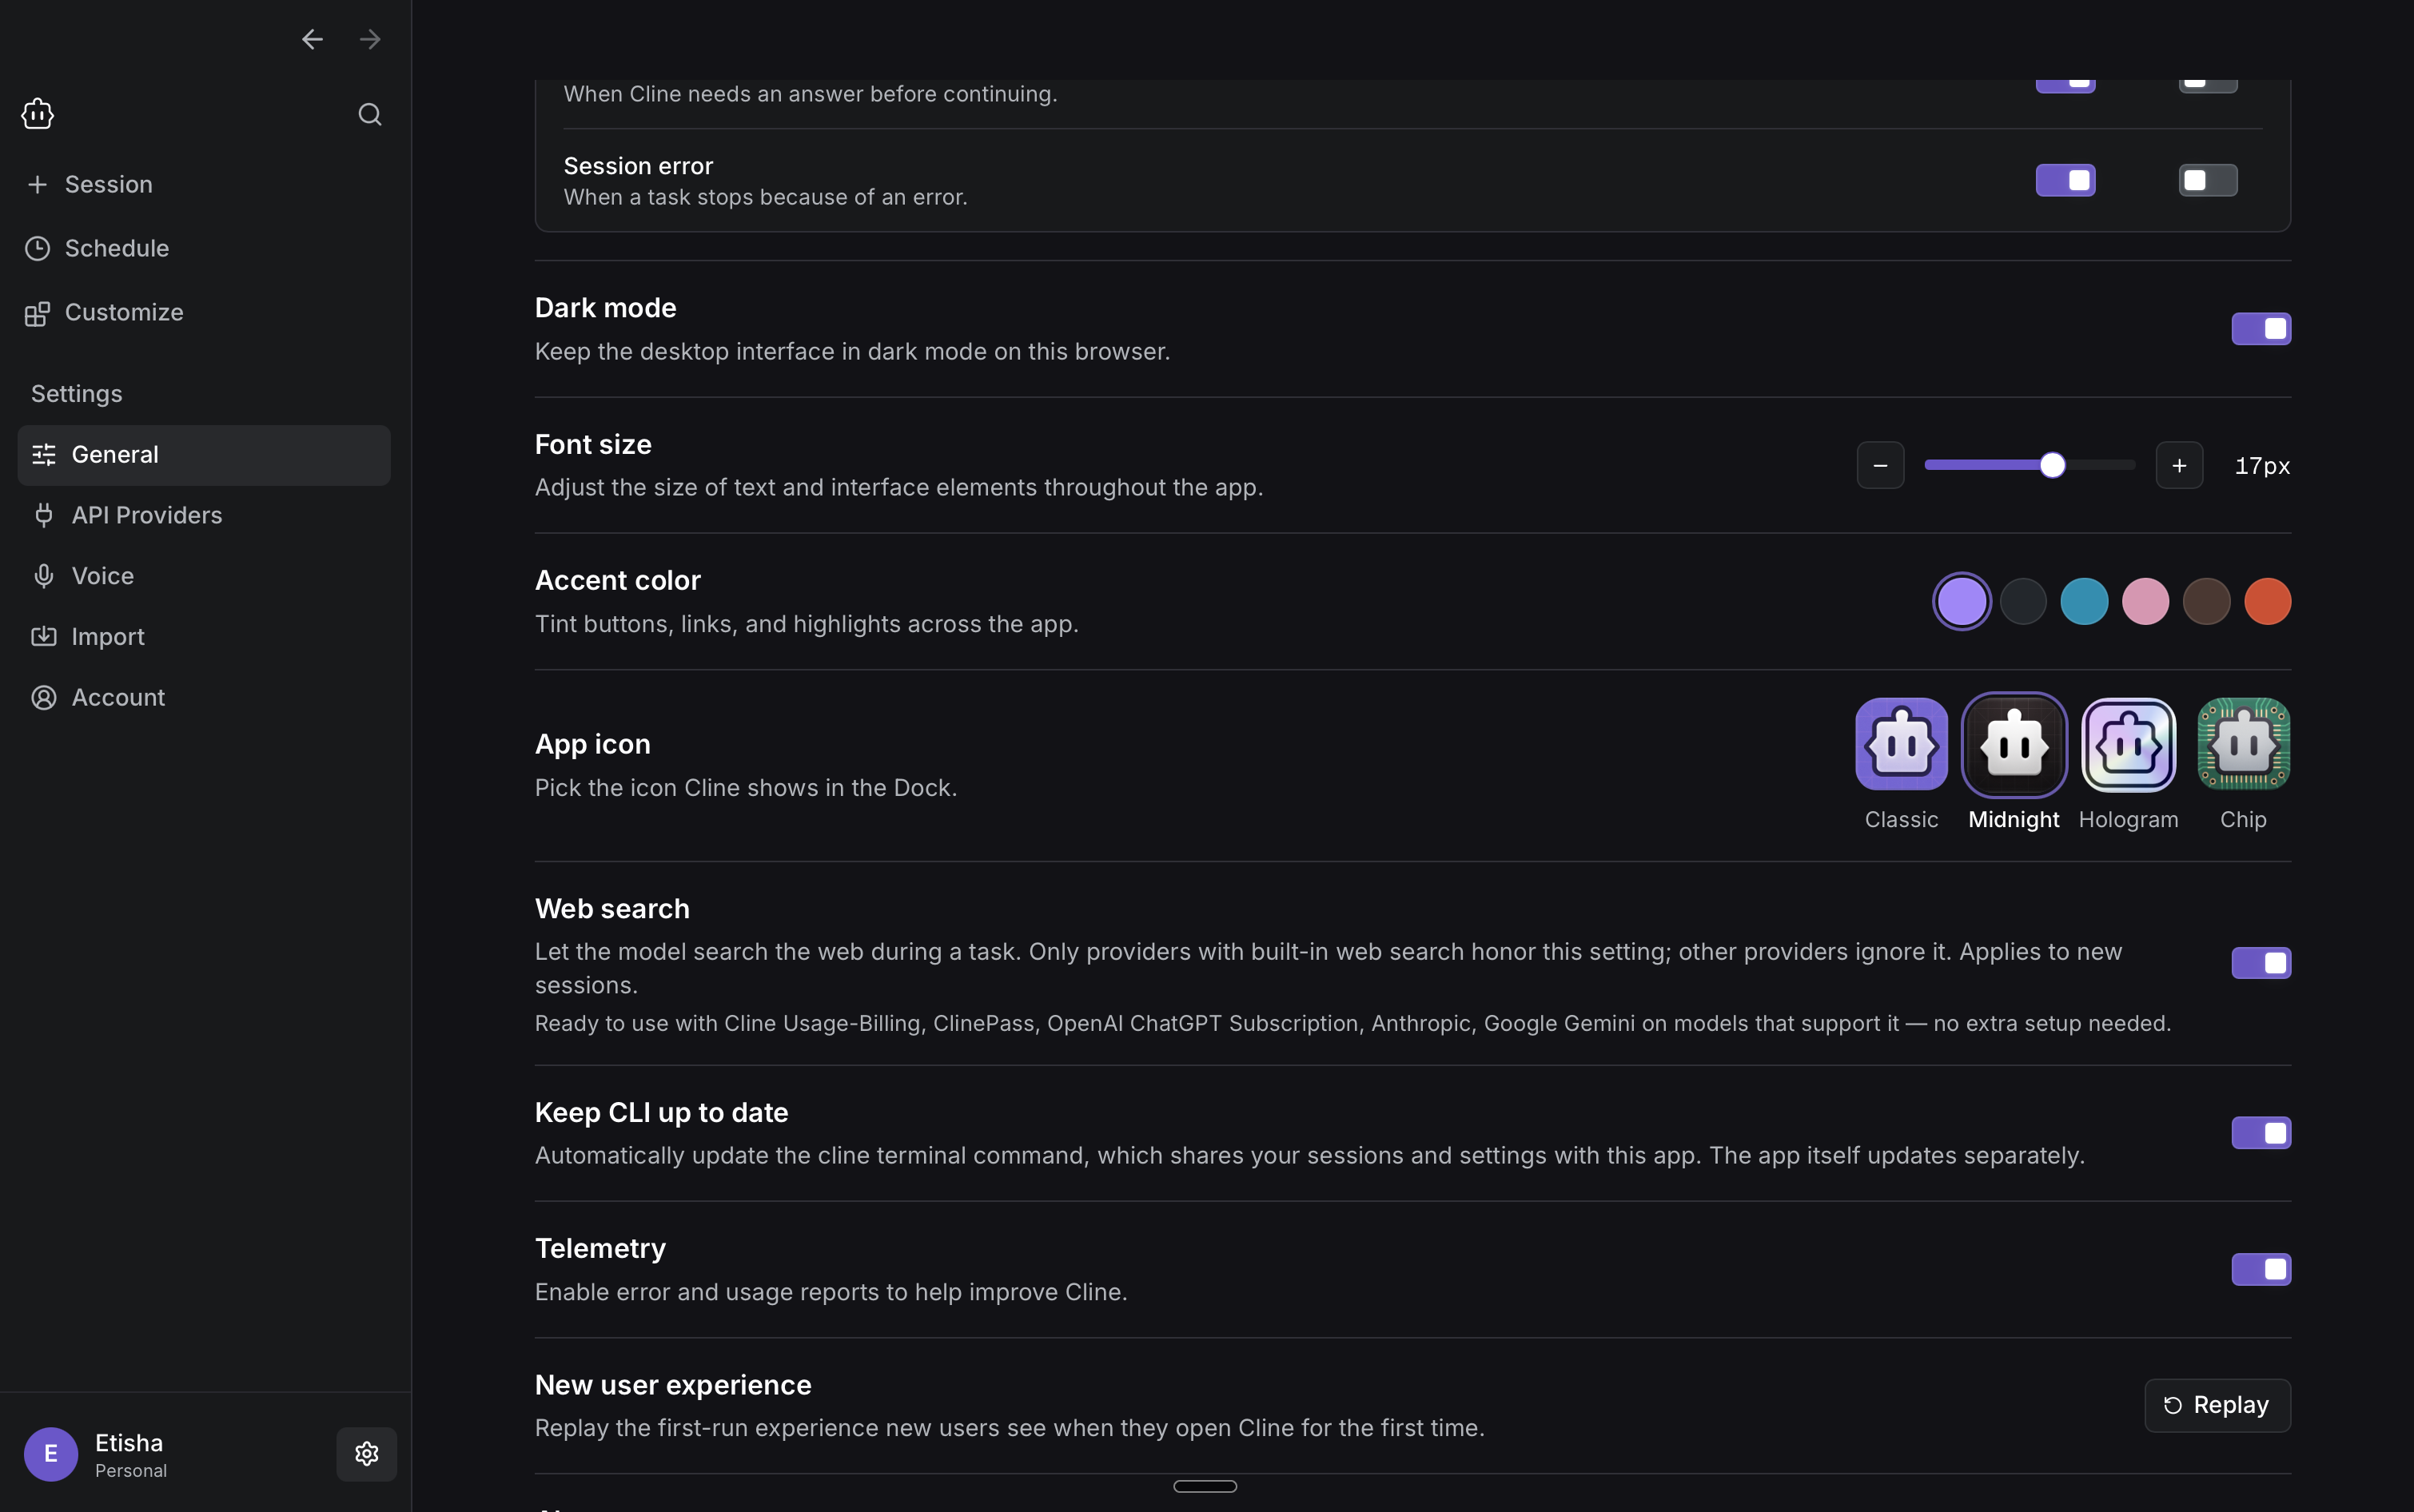 Session
Schedule
Customize
Settings
General
API Providers
Voice
Import
Account
E
Etisha
Personal
When Cline needs an answer before continuing.
Session error
When a task stops because of an error.
Dark mode
Keep the desktop interface in dark mode on this browser.
Font size
Adjust the size of text and interface elements throughout the app.
17px
Accent color
Tint buttons, links, and highlights across the app.
App icon
Pick the icon Cline shows in the Dock.
Classic
Midnight
Hologram
Chip
Web search
Let the model search the web during a task. Only providers with built-in web search honor this setting; other providers ignore it. Applies to new
sessions.
Ready to use with Cline Usage-Billing, ClinePass, OpenAI ChatGPT Subscription, Anthropic, Google Gemini on models that support it — no extra setup needed.
Keep CLI up to date
Automatically update the cline terminal command, which shares your sessions and settings with this app. The app itself updates separately.
Telemetry
Enable error and usage reports to help improve Cline.
New user experience
Replay the first-run experience new users see when they open Cline for the first time.
Replay